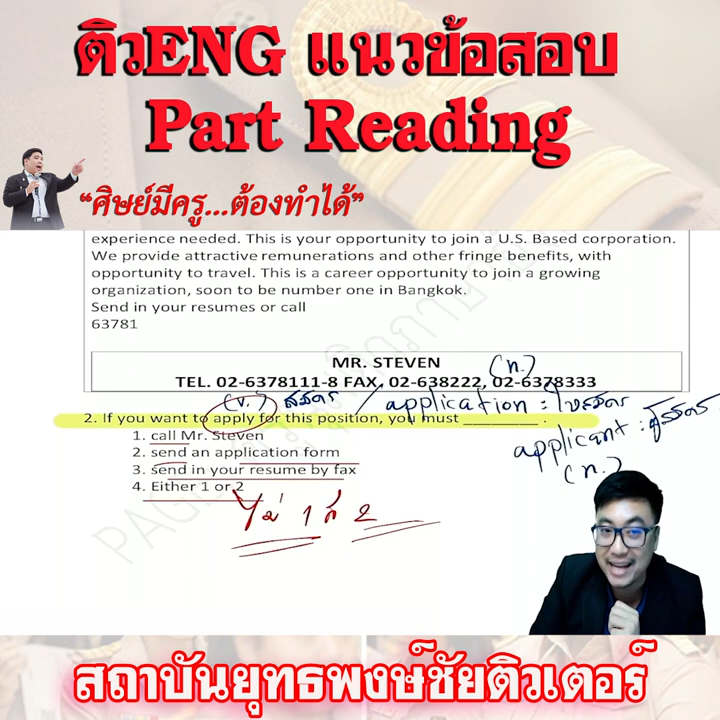 ติวENG แนวข้อสอบ
Part Reading
“ศิษย์มีครู...ต้องทำได้”
experience needed. This is your opportunity to join a U.S. Based corporation.
We provide attractive remunerations and other fringe benefits, with
opportunity to travel. This is a career opportunity to join a growing
organization, soon to be number one in Bangkok.
Send in your resumes or call
63781
MR. STEVEN
(n.)
TEL. 02-6378111-8 FAX. 02-638222, 02-6378333
(v.) สมัคร / application : ใบสมัคร
2. If you want to apply for this position, you must ________ .
applicant : ผู้สมัคร
(n.)
1. call Mr. Steven
2. send an application form
3. send in your resume by fax
4. Either 1 or 2
ไม่ 1 ก็ 2
สถาบันยุทธพงษ์ชัยติวเตอร์